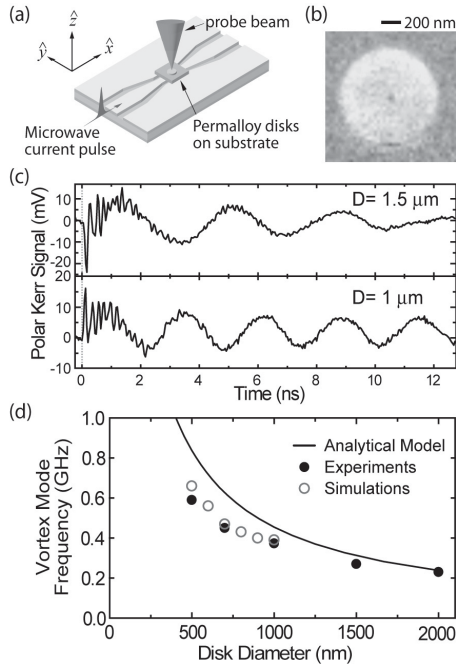 (a)
ẑ
ŷ
x̂
probe beam
Microwave
current pulse
Permalloy disks
on substrate
(b)
200 nm
(c)
Polar Kerr Signal (mV)
10
0
-10
-20
D= 1.5 μm
20
10
0
-10
D= 1 μm
0 2 4 6 8 10 12
Time (ns)
(d)
Vortex Mode
Frequency (GHz)
1.0
0.8
0.6
0.4
0.2
0.0
Analytical Model
Experiments
Simulations
0 500 1000 1500 2000
Disk Diameter (nm)